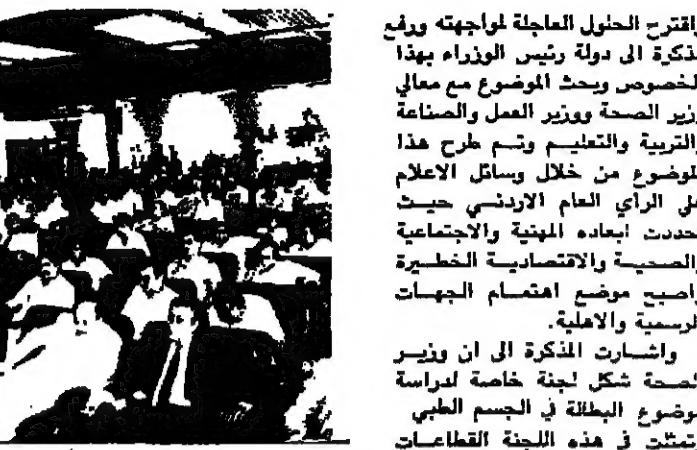 واقترح الحلول العاجلة لمواجهته ورفع
مذكرة الى دولة رئيس الوزراء بهذا
الخصوص وبحث الموضوع مع معالي
وزير الصحة ووزير العمل والصناعة
والتربية والتعليم وتم طرح هذا
الموضوع من خلال وسائل الاعلام
على الرأي العام الاردني حيث
حددت ابعاده المهنية والاجتماعية
والصحية والاقتصادية الخطيرة
واصبح موضع اهتمام الجهات
الرسمية والاهلية.
واشارت المذكرة الى ان وزير
الصحة شكل لجنة خاصة لدراسة
موضوع البطالة في الجسم الطبي
وتمثلت في هذه اللجنة القطاعات